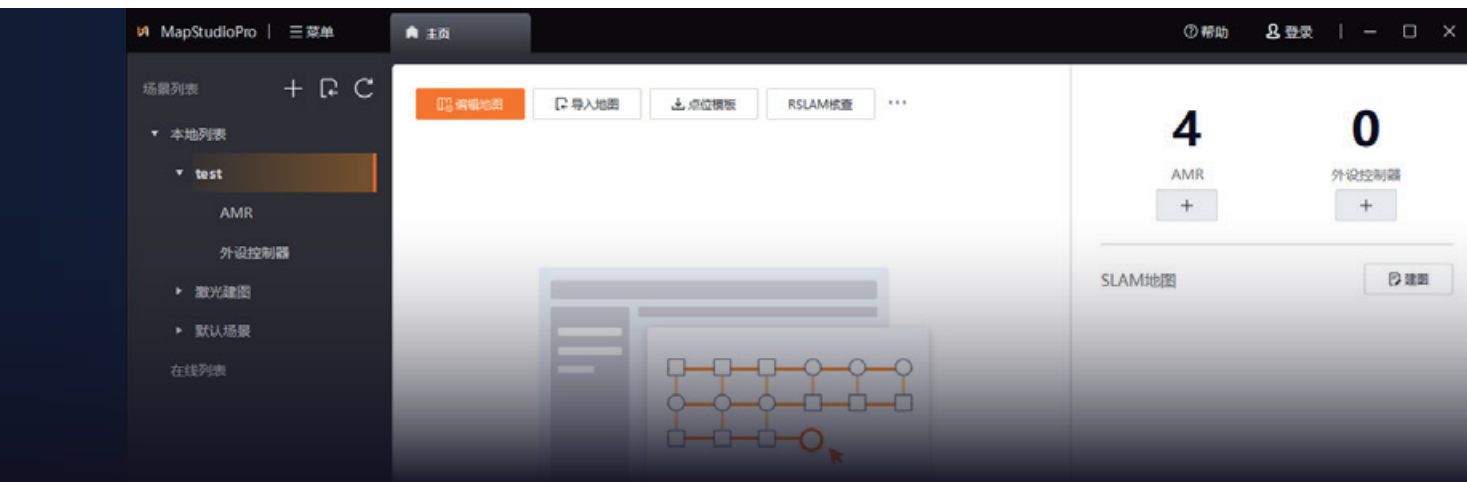 MapStudioPro | 三菜单 主页 帮助 登录
场景列表
本地列表
test
AMR
外设控制器
激光建图
默认场景
在线列表
编辑地图 导入地图 点位模板 RSLAM核查 ...
4 0
AMR 外设控制器
+ +
SLAM地图 建图